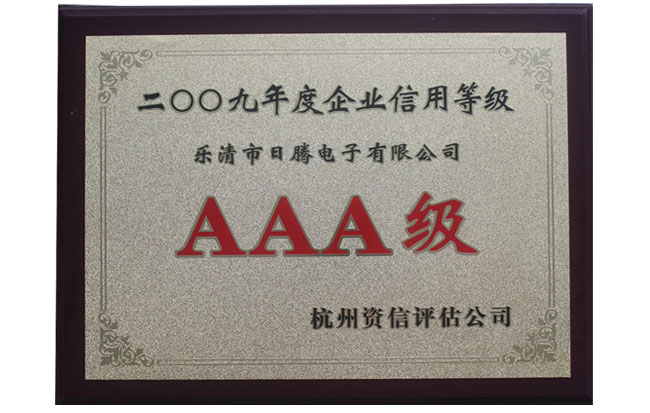 二〇〇九年度企业信用等级
乐清市日腾电子有限公司
AAA级
杭州资信评估公司